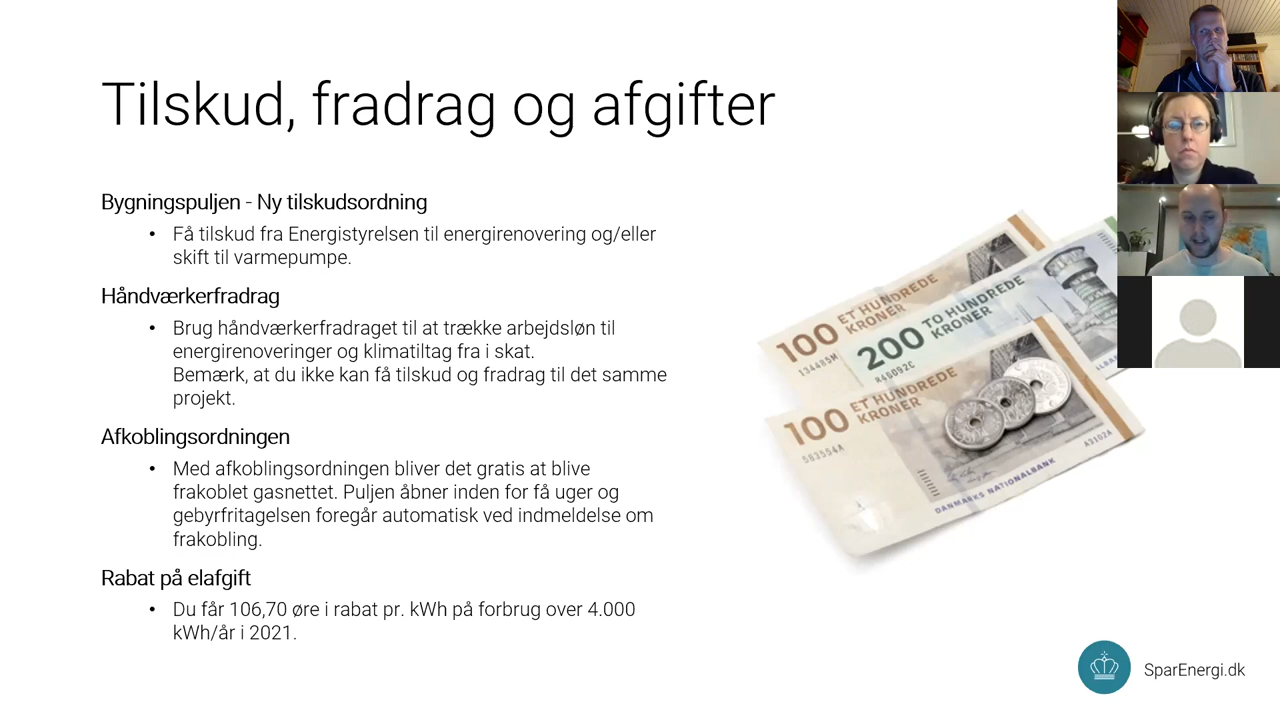 Tilskud, fradrag og afgifter
Bygningspuljen - Ny tilskudsordning
• Få tilskud fra Energistyrelsen til energirenovering og/eller
skift til varmepumpe.
Håndværkerfradrag
• Brug håndværkerfradraget til at trække arbejdsløn til
energirenoveringer og klimatiltag fra i skat.
Bemærk, at du ikke kan få tilskud og fradrag til det samme
projekt.
Afkoblingsordningen
• Med afkoblingsordningen bliver det gratis at blive
frakoblet gasnettet. Puljen åbner inden for få uger og
gebyrfritagelsen foregår automatisk ved indmeldelse om
frakobling.
Rabat på elafgift
• Du får 106,70 øre i rabat pr. kWh på forbrug over 4.000
kWh/år i 2021.
100 ET HUNDREDE
KRONER
200 TO HUNDREDE
KRONER
100 ET HUNDREDE
KRONER
A3102A
DANMARKS NATIONALBANK
SparEnergi.dk